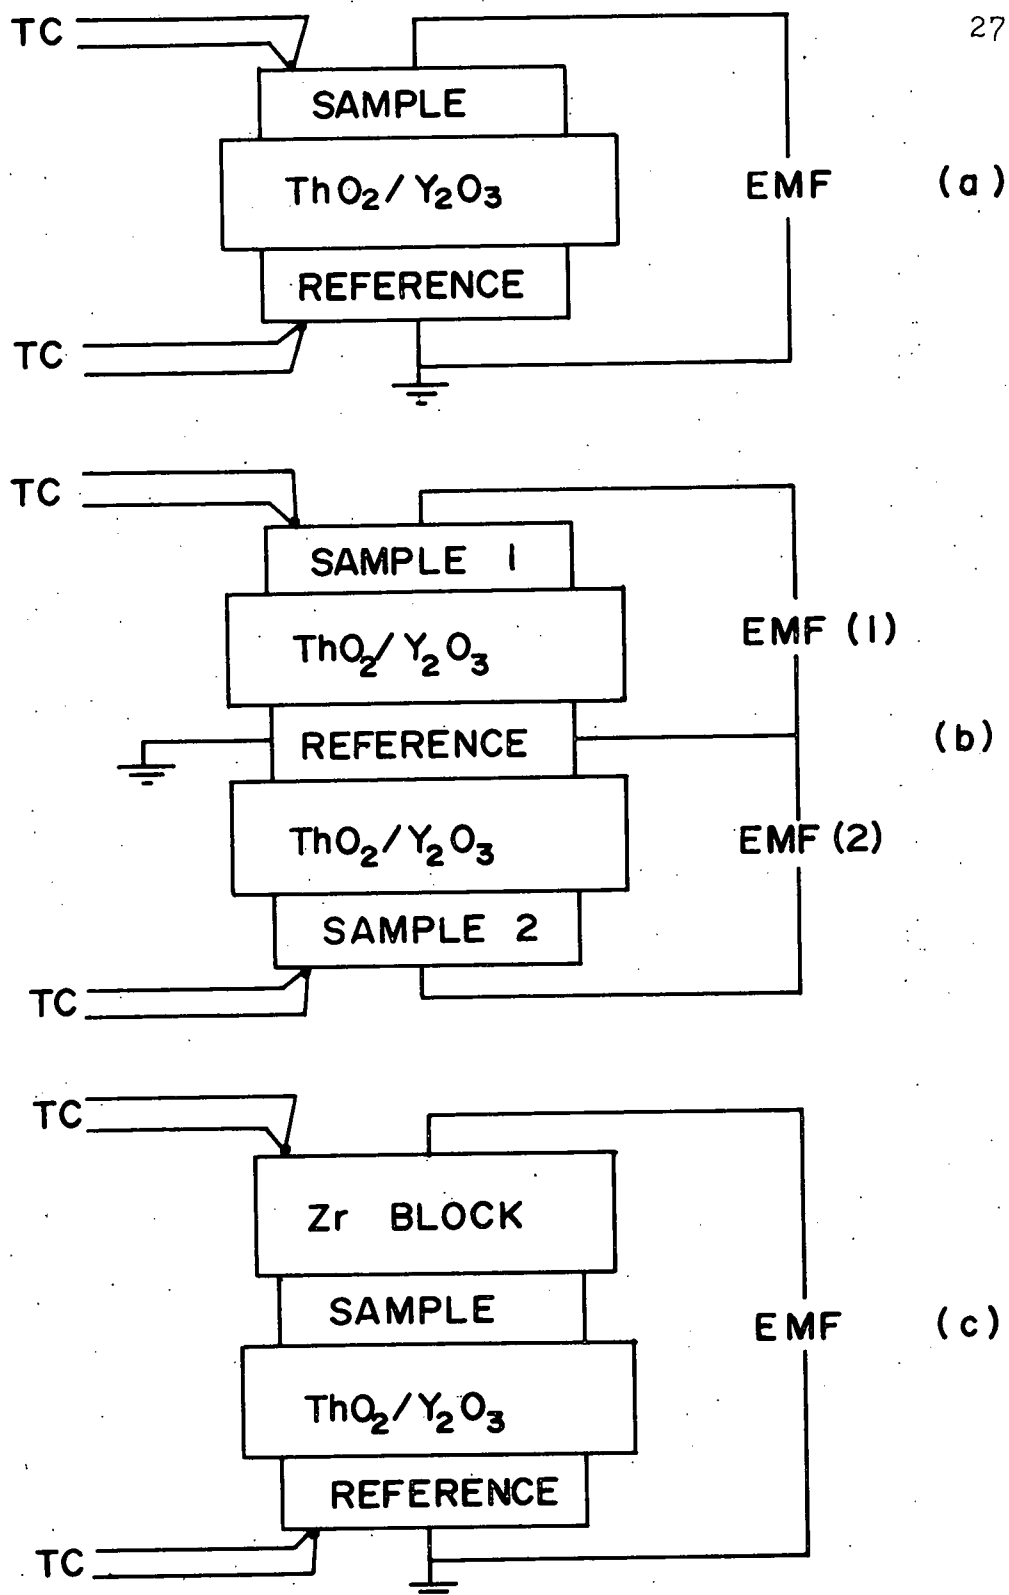 27
TC
SAMPLE
ThO₂/Y₂O₃
EMF
(a)
REFERENCE
TC
TC
SAMPLE 1
EMF (1)
ThO₂/Y₂O₃
REFERENCE
(b)
ThO₂/Y₂O₃
EMF (2)
SAMPLE 2
TC
TC
Zr BLOCK
SAMPLE
EMF
(c)
ThO₂/Y₂O₃
REFERENCE
TC